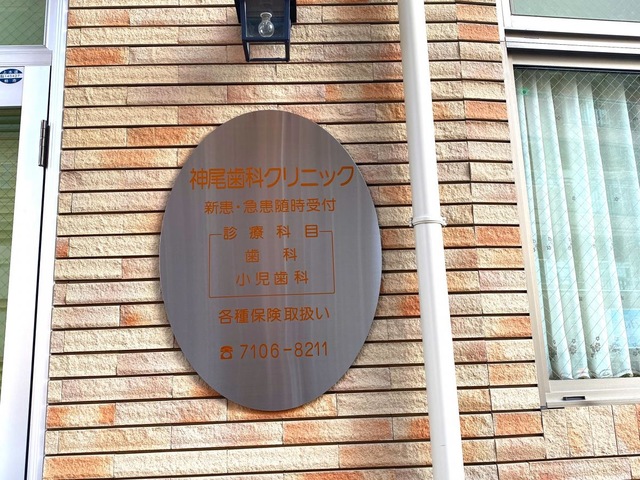 神尾歯科クリニック
新患・急患随時受付
診療科目
歯科
小児歯科
各種保険取扱い
☎7106-8211